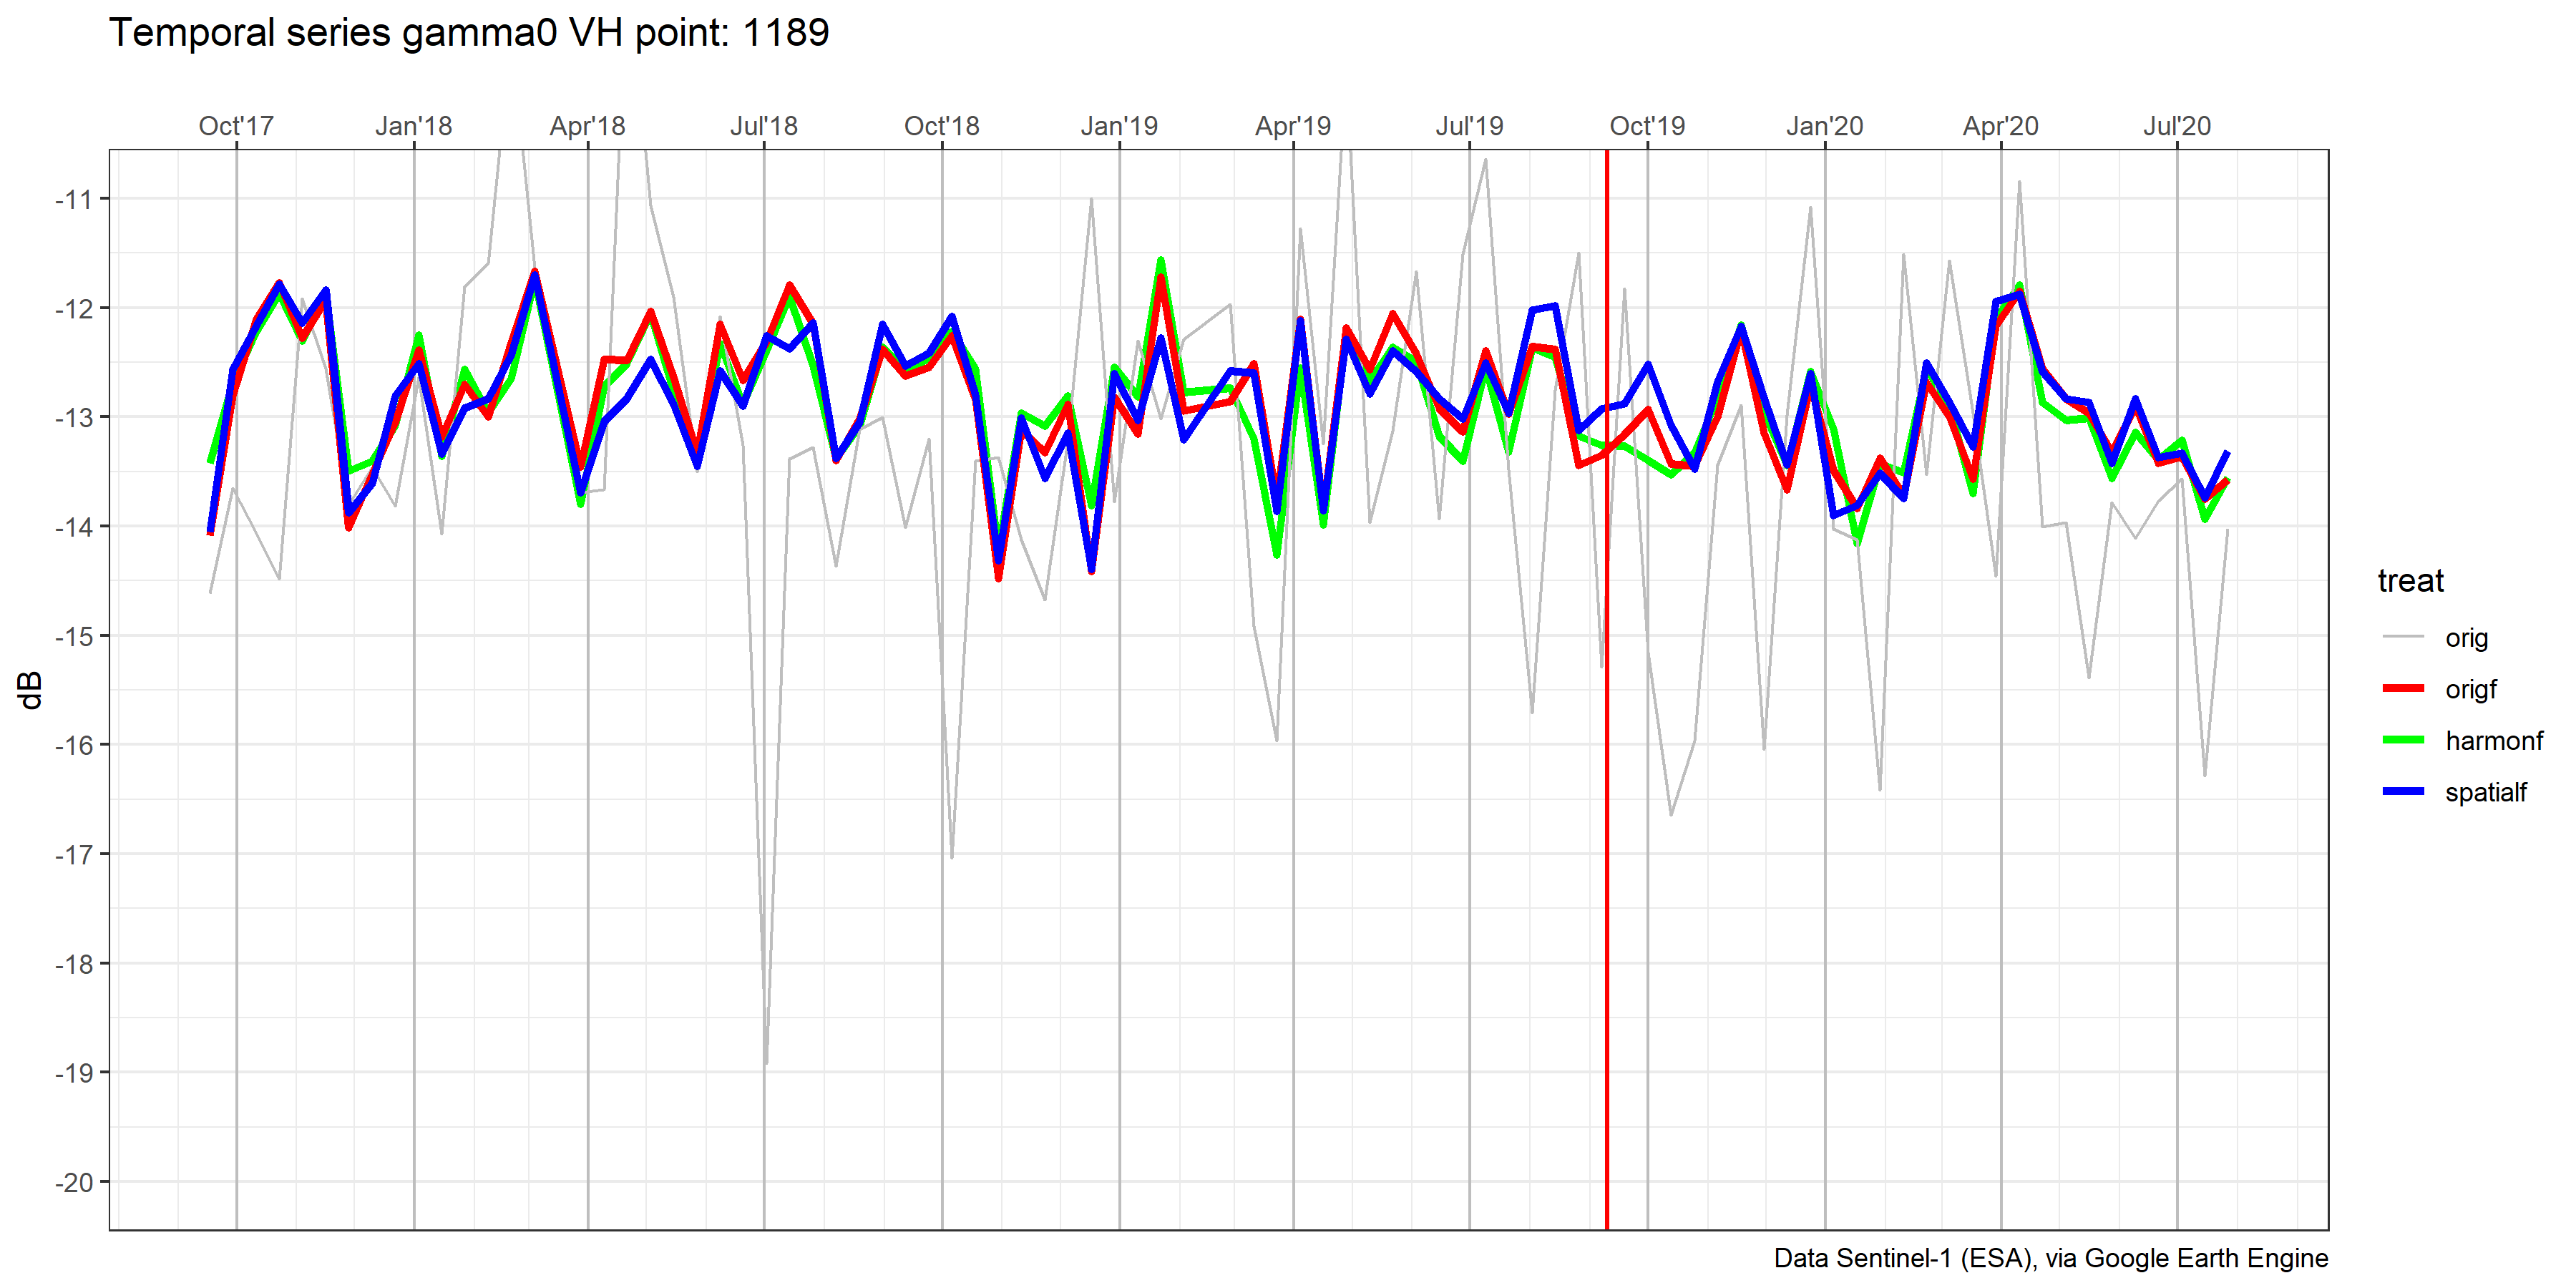 Temporal series gamma0 VH point: 1189
Oct'17 Jan'18 Apr'18 Jul'18 Oct'18 Jan'19 Apr'19 Jul'19 Oct'19 Jan'20 Apr'20 Jul'20
-11
-12
-13
-14
-15
-16
-17
-18
-19
-20
dB
treat
orig
origf
harmonf
spatialf
Data Sentinel-1 (ESA), via Google Earth Engine